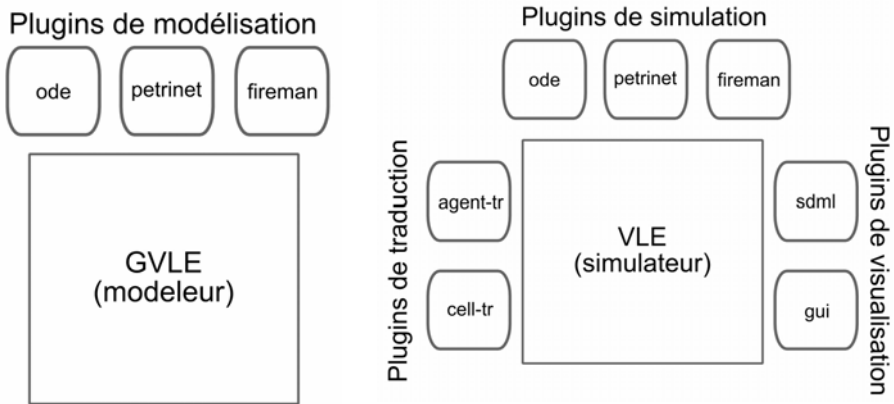 Plugins de modélisation
ode
petrinet
fireman
GVLE
(modeleur)
Plugins de simulation
ode
petrinet
fireman
Plugins de traduction
agent-tr
cell-tr
VLE
(simulateur)
sdml
gui
Plugins de visualisation